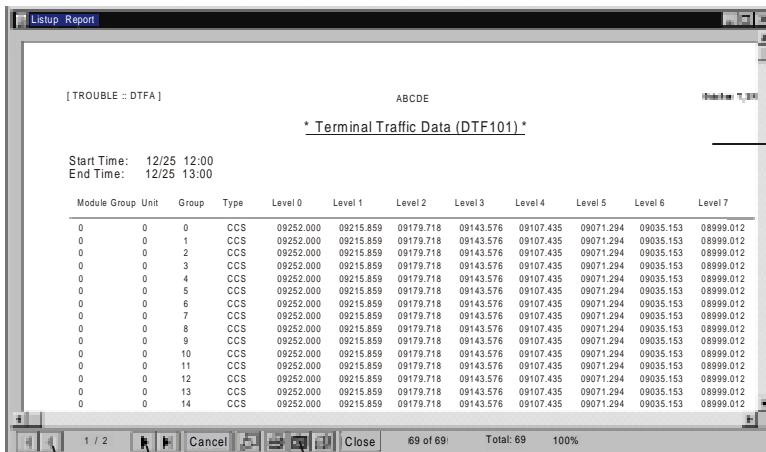 Listup Report
[ TROUBLE :: DTFA ] ABCDE
* Terminal Traffic Data (DTF101) *
Start Time: 12/25 12:00
End Time: 12/25 13:00
Module Group Unit Group Type Level 0 Level 1 Level 2 Level 3 Level 4 Level 5 Level 6 Level 7
0 0 0 CCS 09252.000 09215.859 09179.718 09143.576 09107.435 09071.294 09035.153 08999.012
0 0 1 CCS 09252.000 09215.859 09179.718 09143.576 09107.435 09071.294 09035.153 08999.012
0 0 2 CCS 09252.000 09215.859 09179.718 09143.576 09107.435 09071.294 09035.153 08999.012
0 0 3 CCS 09252.000 09215.859 09179.718 09143.576 09107.435 09071.294 09035.153 08999.012
0 0 4 CCS 09252.000 09215.859 09179.718 09143.576 09107.435 09071.294 09035.153 08999.012
0 0 5 CCS 09252.000 09215.859 09179.718 09143.576 09107.435 09071.294 09035.153 08999.012
0 0 6 CCS 09252.000 09215.859 09179.718 09143.576 09107.435 09071.294 09035.153 08999.012
0 0 7 CCS 09252.000 09215.859 09179.718 09143.576 09107.435 09071.294 09035.153 08999.012
0 0 8 CCS 09252.000 09215.859 09179.718 09143.576 09107.435 09071.294 09035.153 08999.012
0 0 9 CCS 09252.000 09215.859 09179.718 09143.576 09107.435 09071.294 09035.153 08999.012
0 0 10 CCS 09252.000 09215.859 09179.718 09143.576 09107.435 09071.294 09035.153 08999.012
0 0 11 CCS 09252.000 09215.859 09179.718 09143.576 09107.435 09071.294 09035.153 08999.012
0 0 12 CCS 09252.000 09215.859 09179.718 09143.576 09107.435 09071.294 09035.153 08999.012
0 0 13 CCS 09252.000 09215.859 09179.718 09143.576 09107.435 09071.294 09035.153 08999.012
0 0 14 CCS 09252.000 09215.859 09179.718 09143.576 09107.435 09071.294 09035.153 08999.012
1 / 2 Cancel Close 69 of 69 Total: 69 100%